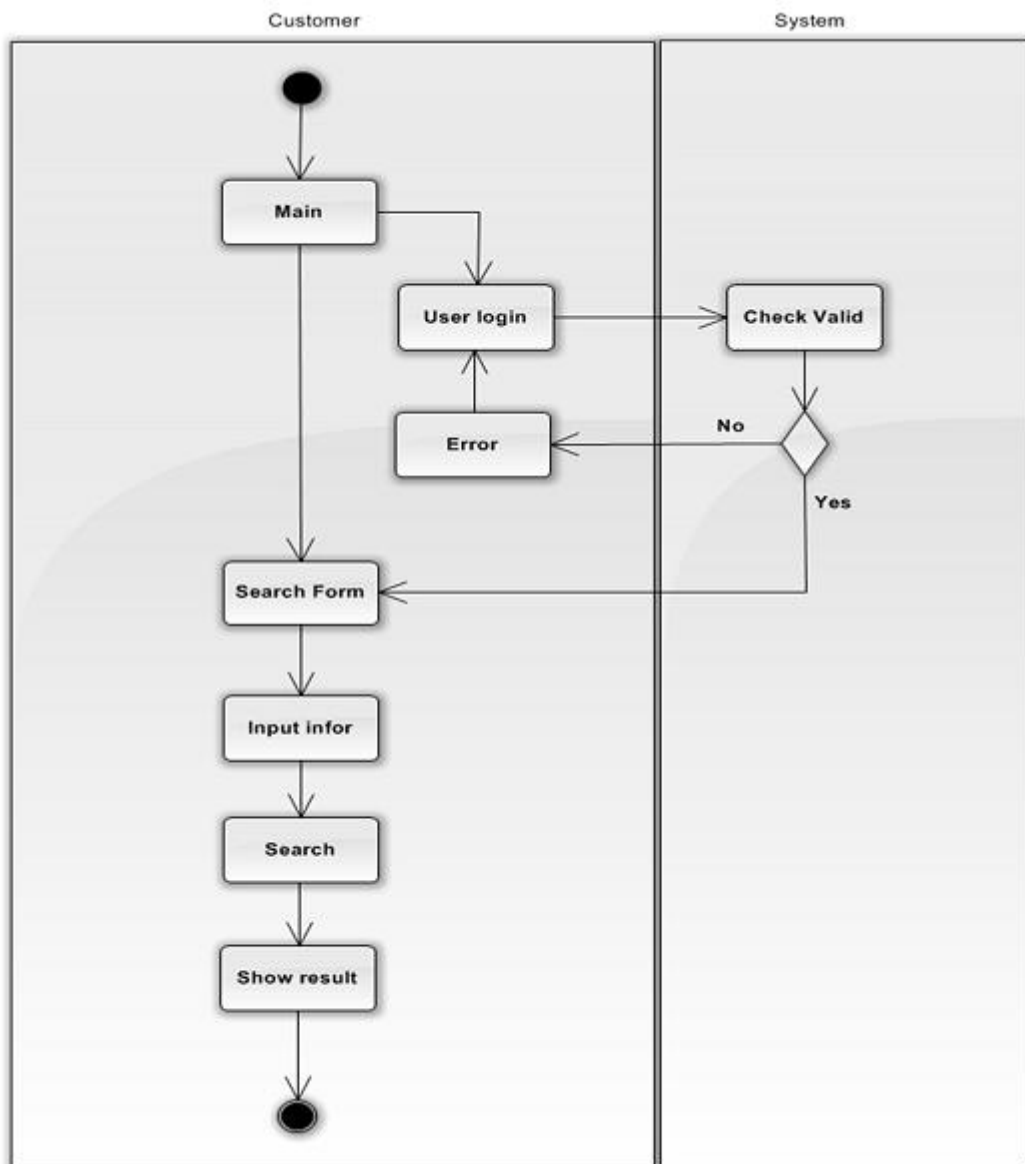 Customer
System
Main
User login
Check Valid
No
Error
Yes
Search Form
Input infor
Search
Show result